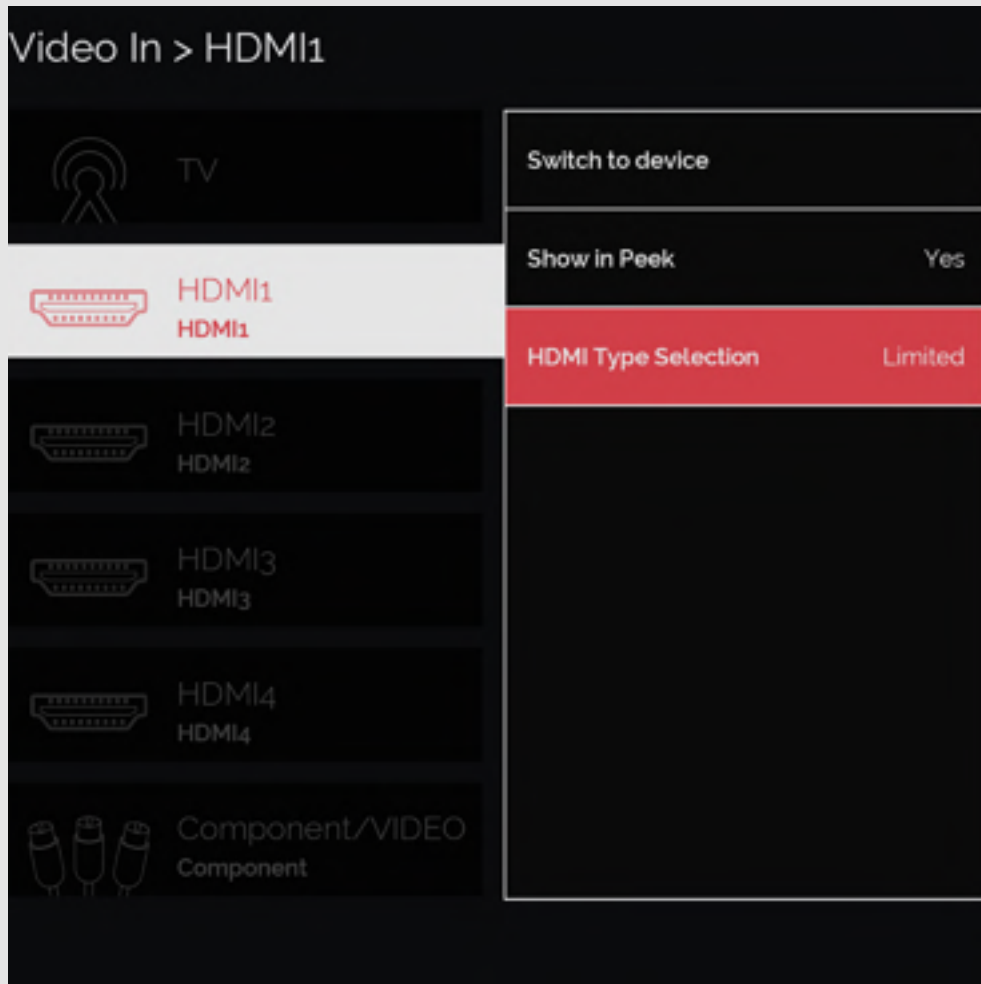 Video In > HDMI1
TV
HDMI1
HDMI1
HDMI2
HDMI2
HDMI3
HDMI3
HDMI4
HDMI4
Component/VIDEO
Component
Switch to device
Show in Peek Yes
HDMI Type Selection Limited